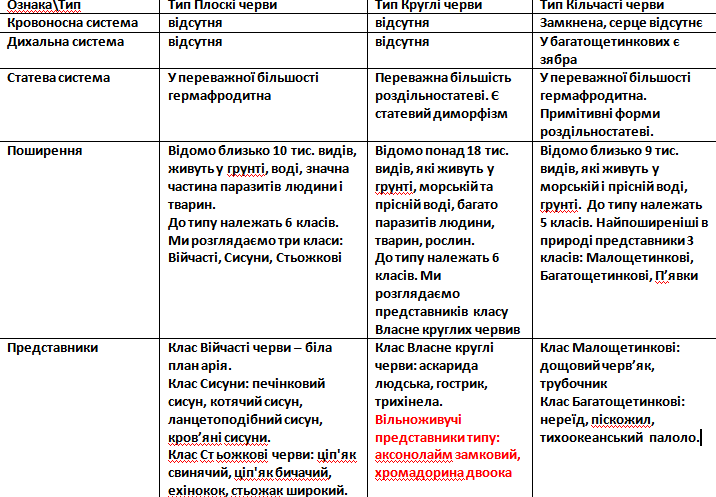 Ознака\Тип
Тип Плоскі черви
Тип Круглі черви
Тип Кільчасті черви
Кровоносна система
відсутня
відсутня
Замкнена, серце відсутнє
Дихальна система
відсутня
відсутня
У багатощетинкових є
зябра
Статева система
У переважної більшості
гермафродитна
Переважна більшість
роздільностатеві. Є
статевий диморфізм
У переважної більшості
гермафродитна.
Примітивні форми
роздільностатеві.
Поширення
Відомо близько 10 тис. видів,
живуть у грунті, воді, значна
частина паразитів людини і
тварин.
До типу належать 6 класів.
Ми розглядаємо три класи:
Війчасті, Сисуни, Стьожкові
Відомо понад 18 тис.
видів, які живуть у
грунті, морській та
прісній воді, багато
паразитів людини,
тварин, рослин.
До типу належать 6
класів. Ми
розглядаємо
представників класу
Власне круглих червив
Відомо близько 9 тис.
видів, які живуть у
морській і прісній воді,
грунті. До типу належать
5 класів. Найпоширеніші в
природі представники 3
класів: Малощетинкові,
Багатощетинкові, П’явки
Представники
Клас Війчасті черви – біла
план арія.
Клас Сисуни: печінковий
сисун, котячий сисун,
ланцетоподібний сисун,
кров’яні сисуни.
Клас Ст ьожкові черви: ціп'як
свинячий, ціп'як бичачий,
ехінокок, стьожак широкий.
Клас Власне круглі
черви: аскарида
людська, гострик,
трихінела.
Вільноживучі
представники типу:
аксонолайм замковий,
хромадорина двоока
Клас Малощетинкові:
дощовий черв’як,
трубочник
Клас Багатощетинкові:
нереїд, піскожил,
тихоокеанський палоло.